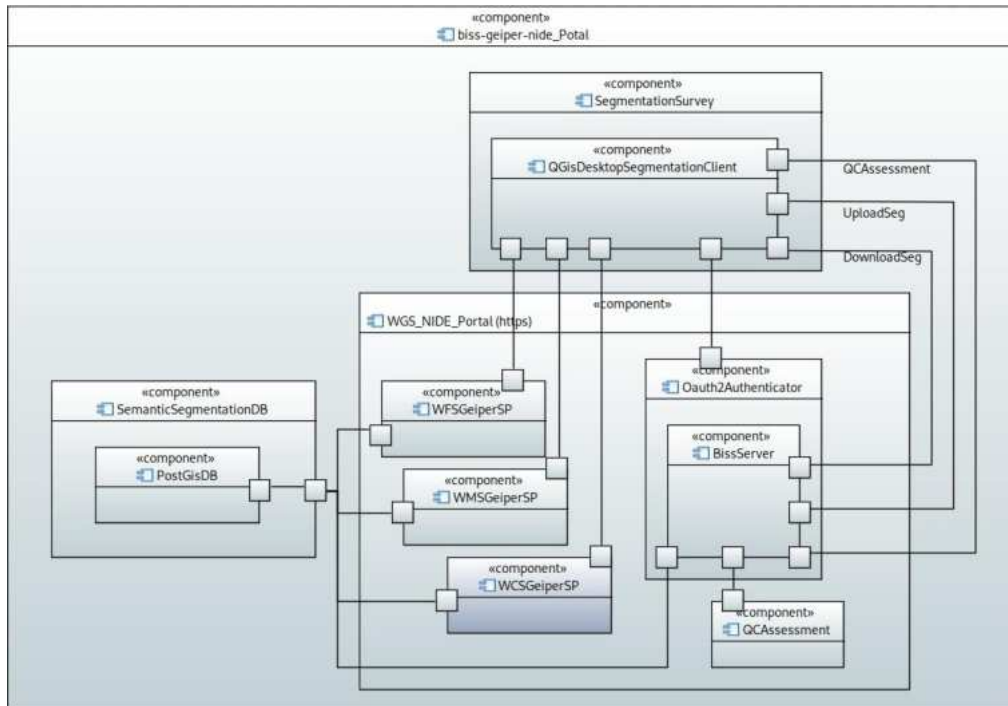 «component»
biss-geiper-nide_Potal
«component»
SegmentationSurvey
«component»
QGisDesktopSegmentationClient
QCAssessment
UploadSeg
DownloadSeg
«component»
WGS_NIDE_Portal (https)
«component»
SemanticSegmentationDB
«component»
PostGisDB
«component»
WFSGeiperSP
«component»
WMSGeiperSP
«component»
WCSGeiperSP
«component»
Oauth2Authenticator
«component»
BissServer
«component»
QCAssessment